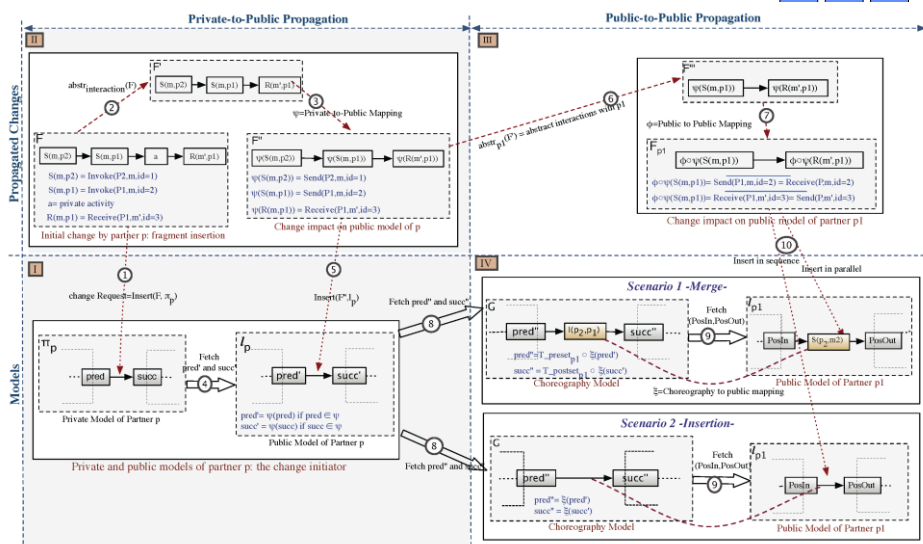 Private-to-Public Propagation
Public-to-Public Propagation
Propagated Changes
Models
II
F'
S(m,p2)
S(m,p1)
R(m',p1)
abstr_interaction(F)
2
3
ψ=Private-to-Public Mapping
F
S(m,p2)
S(m,p1)
a
R(m',p1)
S(m,p2) = Invoke(P2,m,id=1)
S(m,p1) = Invoke(P1,m,id=2)
a= private activity
R(m,p1) = Receive(P1,m',id=3)
Initial change by partner p: fragment insertion
F''
ψ(S(m,p2))
ψ(S(m,p1))
ψ(R(m',p1))
ψ(S(m,p2)) = Send(P2,m,id=1)
ψ(S(m,p1)) = Send(P1,m,id=2)
ψ(R(m',p1)) = Receive(P1,m',id=3)
Change impact on public model of p
III
6
abstr_p1(F') = abstract interactions with p1
F'''
ψ(S(m,p1))
ψ(R(m',p1))
7
ϕ=Public to Public Mapping
F_p1
ϕ○ψ(S(m,p1))
ϕ○ψ(R(m',p1))
ϕ○ψ(S(m,p1))= Send(P1,m,id=2) = Receive(P,m,id=2)
ϕ○ψ(S(m,p1))= Receive(P1,m',id=3)= Send(P,m',id=3)
Change impact on public model of partner p1
I
1
change Request=Insert(F, π_p)
5
Insert(F'',l_p)
π_p
pred
succ
Private Model of Partner p
Fetch
pred' and succ'
4
l_p
pred'
succ'
pred'= ψ(pred) if pred ∈ ψ
succ' = ψ(succ) if succ ∈ ψ
Public Model of Partner p
Private and public models of partner p: the change initiator
Fetch pred'' and succ''
8
8
Fetch pred'' and succ''
IV
10
Insert in sequence
Insert in parallel
Scenario 1 -Merge-
G
pred''
I(p2,p1)
succ''
pred''=T_preset_p1 ○ ξ(pred')
succ'' = T_postset_p1 ○ ξ(succ')
Choreography Model
Fetch
(PosIn,PosOut)
9
l_p1
PosIn
S(p2,m2)
PosOut
Public Model of Partner p1
ξ=Choreography to public mapping
Scenario 2 -Insertion-
G
pred''
succ''
pred''= ξ(pred')
succ'' = ξ(succ')
Choreography Model
Fetch
(PosIn,PosOut)
9
l_p1
PosIn
PosOut
Public Model of Partner p1